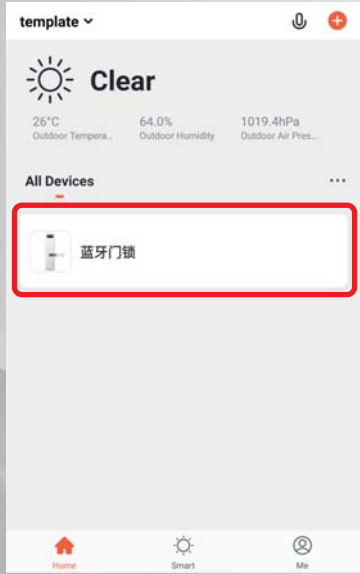 template
Clear
26°C 64.0% 1019.4hPa
Outdoor Tempera... Outdoor Humidity Outdoor Air Pres...
All Devices
蓝牙门锁
Home Smart Me